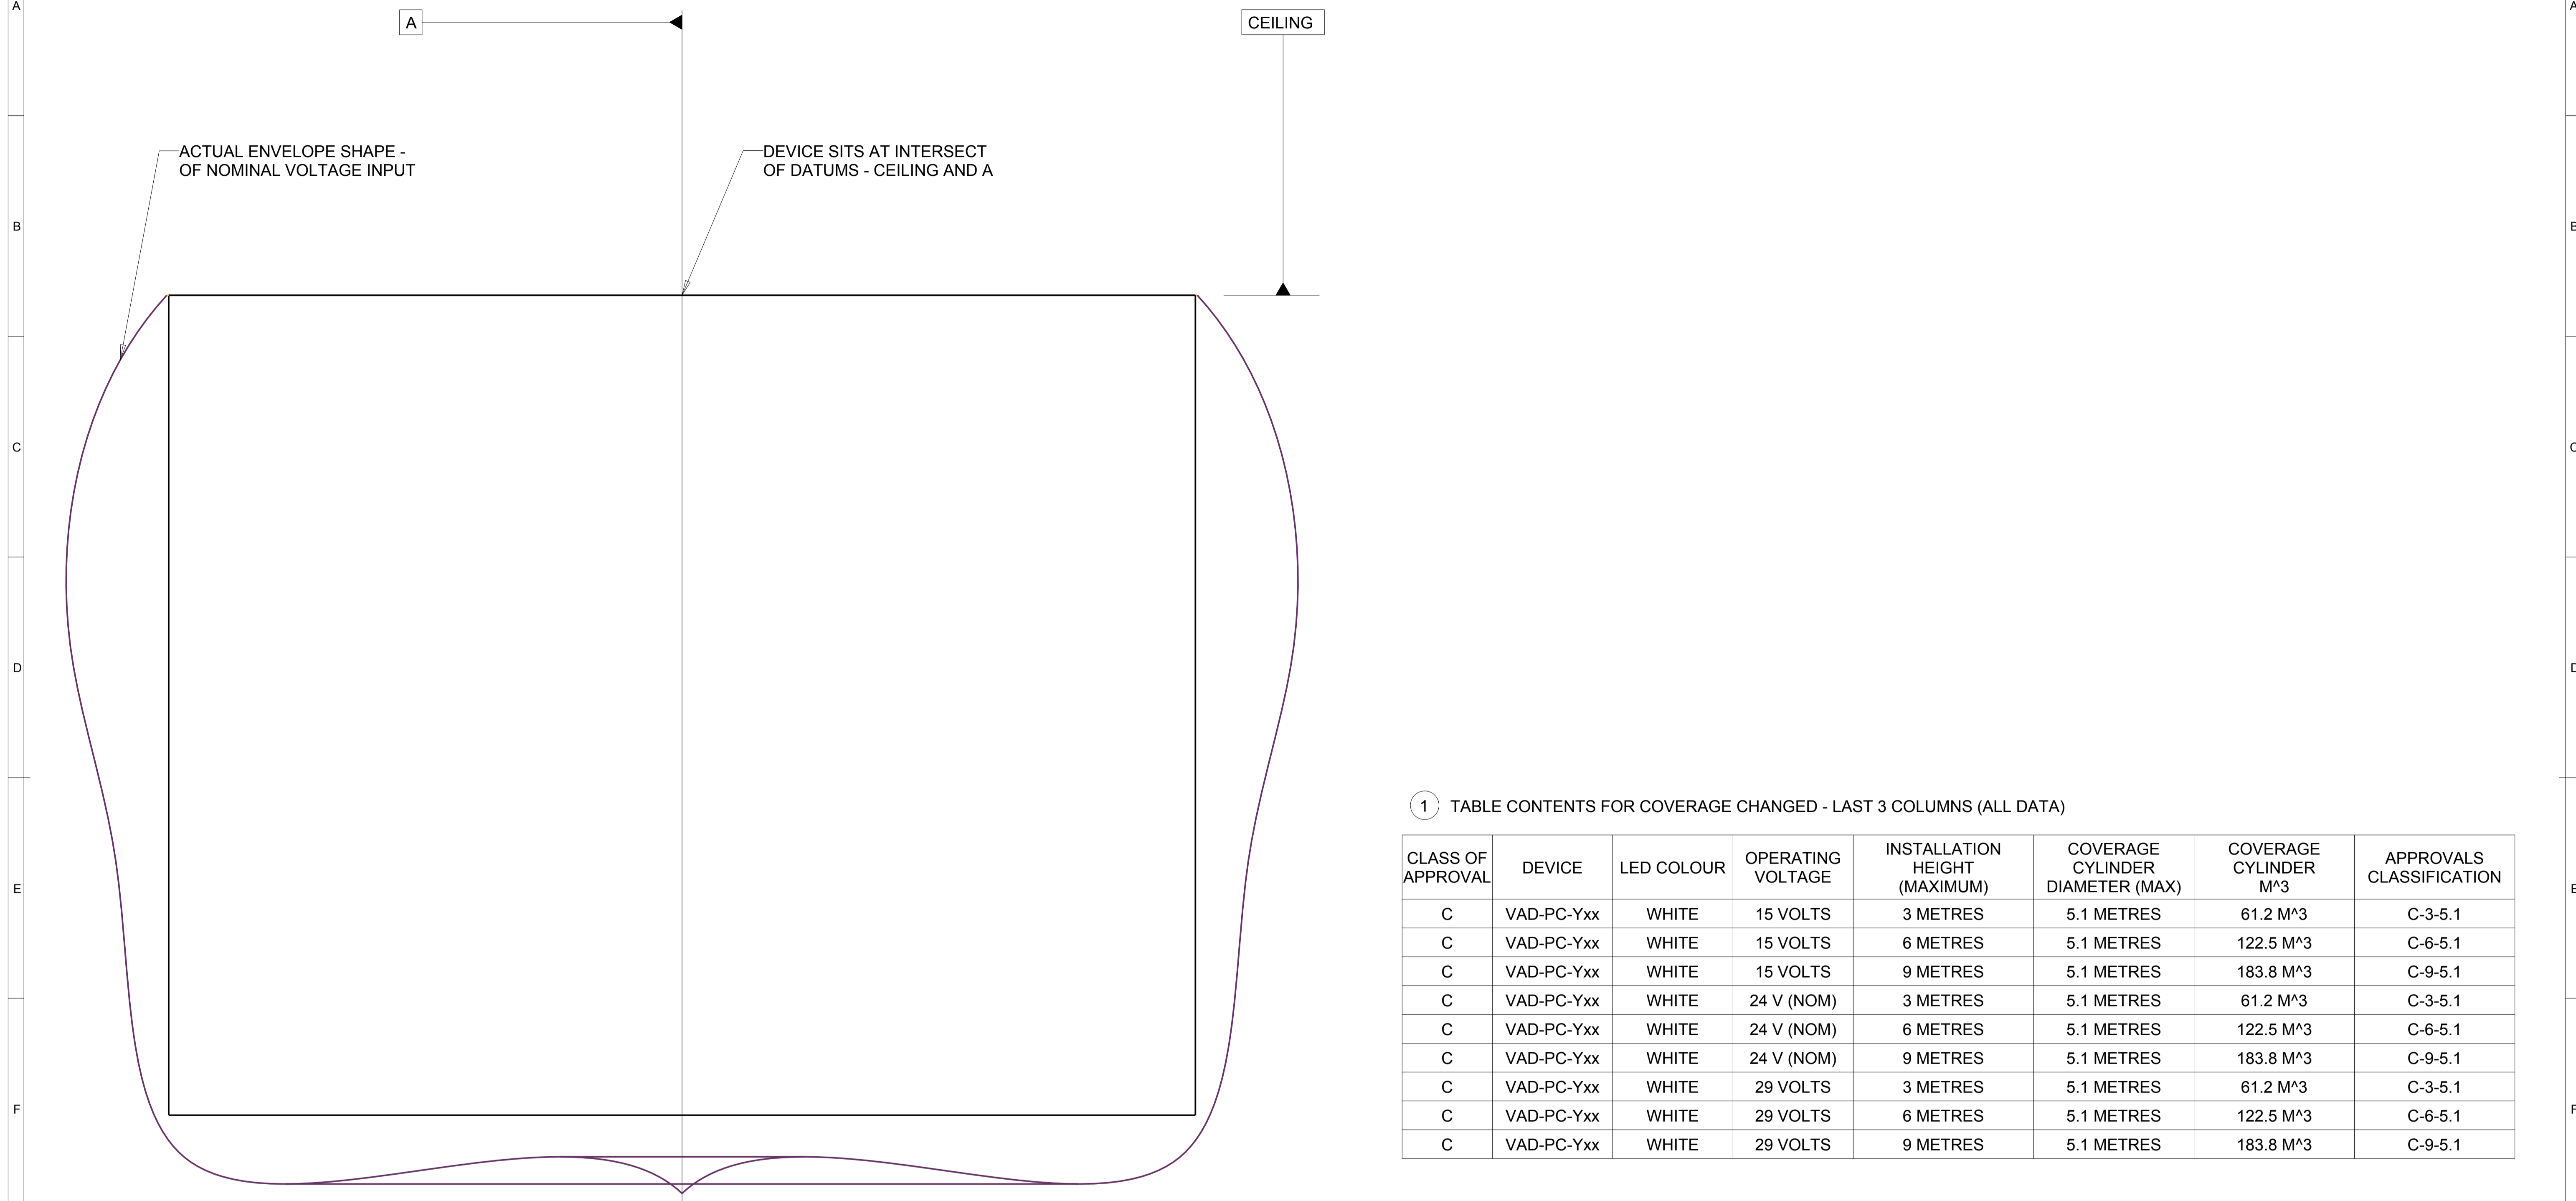 A
A
A
CEILING
ACTUAL ENVELOPE SHAPE -
OF NOMINAL VOLTAGE INPUT
DEVICE SITS AT INTERSECT
OF DATUMS - CEILING AND A
B
B
C
C
D
D
1 TABLE CONTENTS FOR COVERAGE CHANGED - LAST 3 COLUMNS (ALL DATA)
CLASS OF APPROVAL DEVICE LED COLOUR OPERATING VOLTAGE INSTALLATION HEIGHT (MAXIMUM) COVERAGE CYLINDER DIAMETER (MAX) COVERAGE CYLINDER M^3 APPROVALS CLASSIFICATION
C VAD-PC-Yxx WHITE 15 VOLTS 3 METRES 5.1 METRES 61.2 M^3 C-3-5.1
C VAD-PC-Yxx WHITE 15 VOLTS 6 METRES 5.1 METRES 122.5 M^3 C-6-5.1
C VAD-PC-Yxx WHITE 15 VOLTS 9 METRES 5.1 METRES 183.8 M^3 C-9-5.1
C VAD-PC-Yxx WHITE 24 V (NOM) 3 METRES 5.1 METRES 61.2 M^3 C-3-5.1
C VAD-PC-Yxx WHITE 24 V (NOM) 6 METRES 5.1 METRES 122.5 M^3 C-6-5.1
C VAD-PC-Yxx WHITE 24 V (NOM) 9 METRES 5.1 METRES 183.8 M^3 C-9-5.1
C VAD-PC-Yxx WHITE 29 VOLTS 3 METRES 5.1 METRES 61.2 M^3 C-3-5.1
C VAD-PC-Yxx WHITE 29 VOLTS 6 METRES 5.1 METRES 122.5 M^3 C-6-5.1
C VAD-PC-Yxx WHITE 29 VOLTS 9 METRES 5.1 METRES 183.8 M^3 C-9-5.1
E
E
F
F